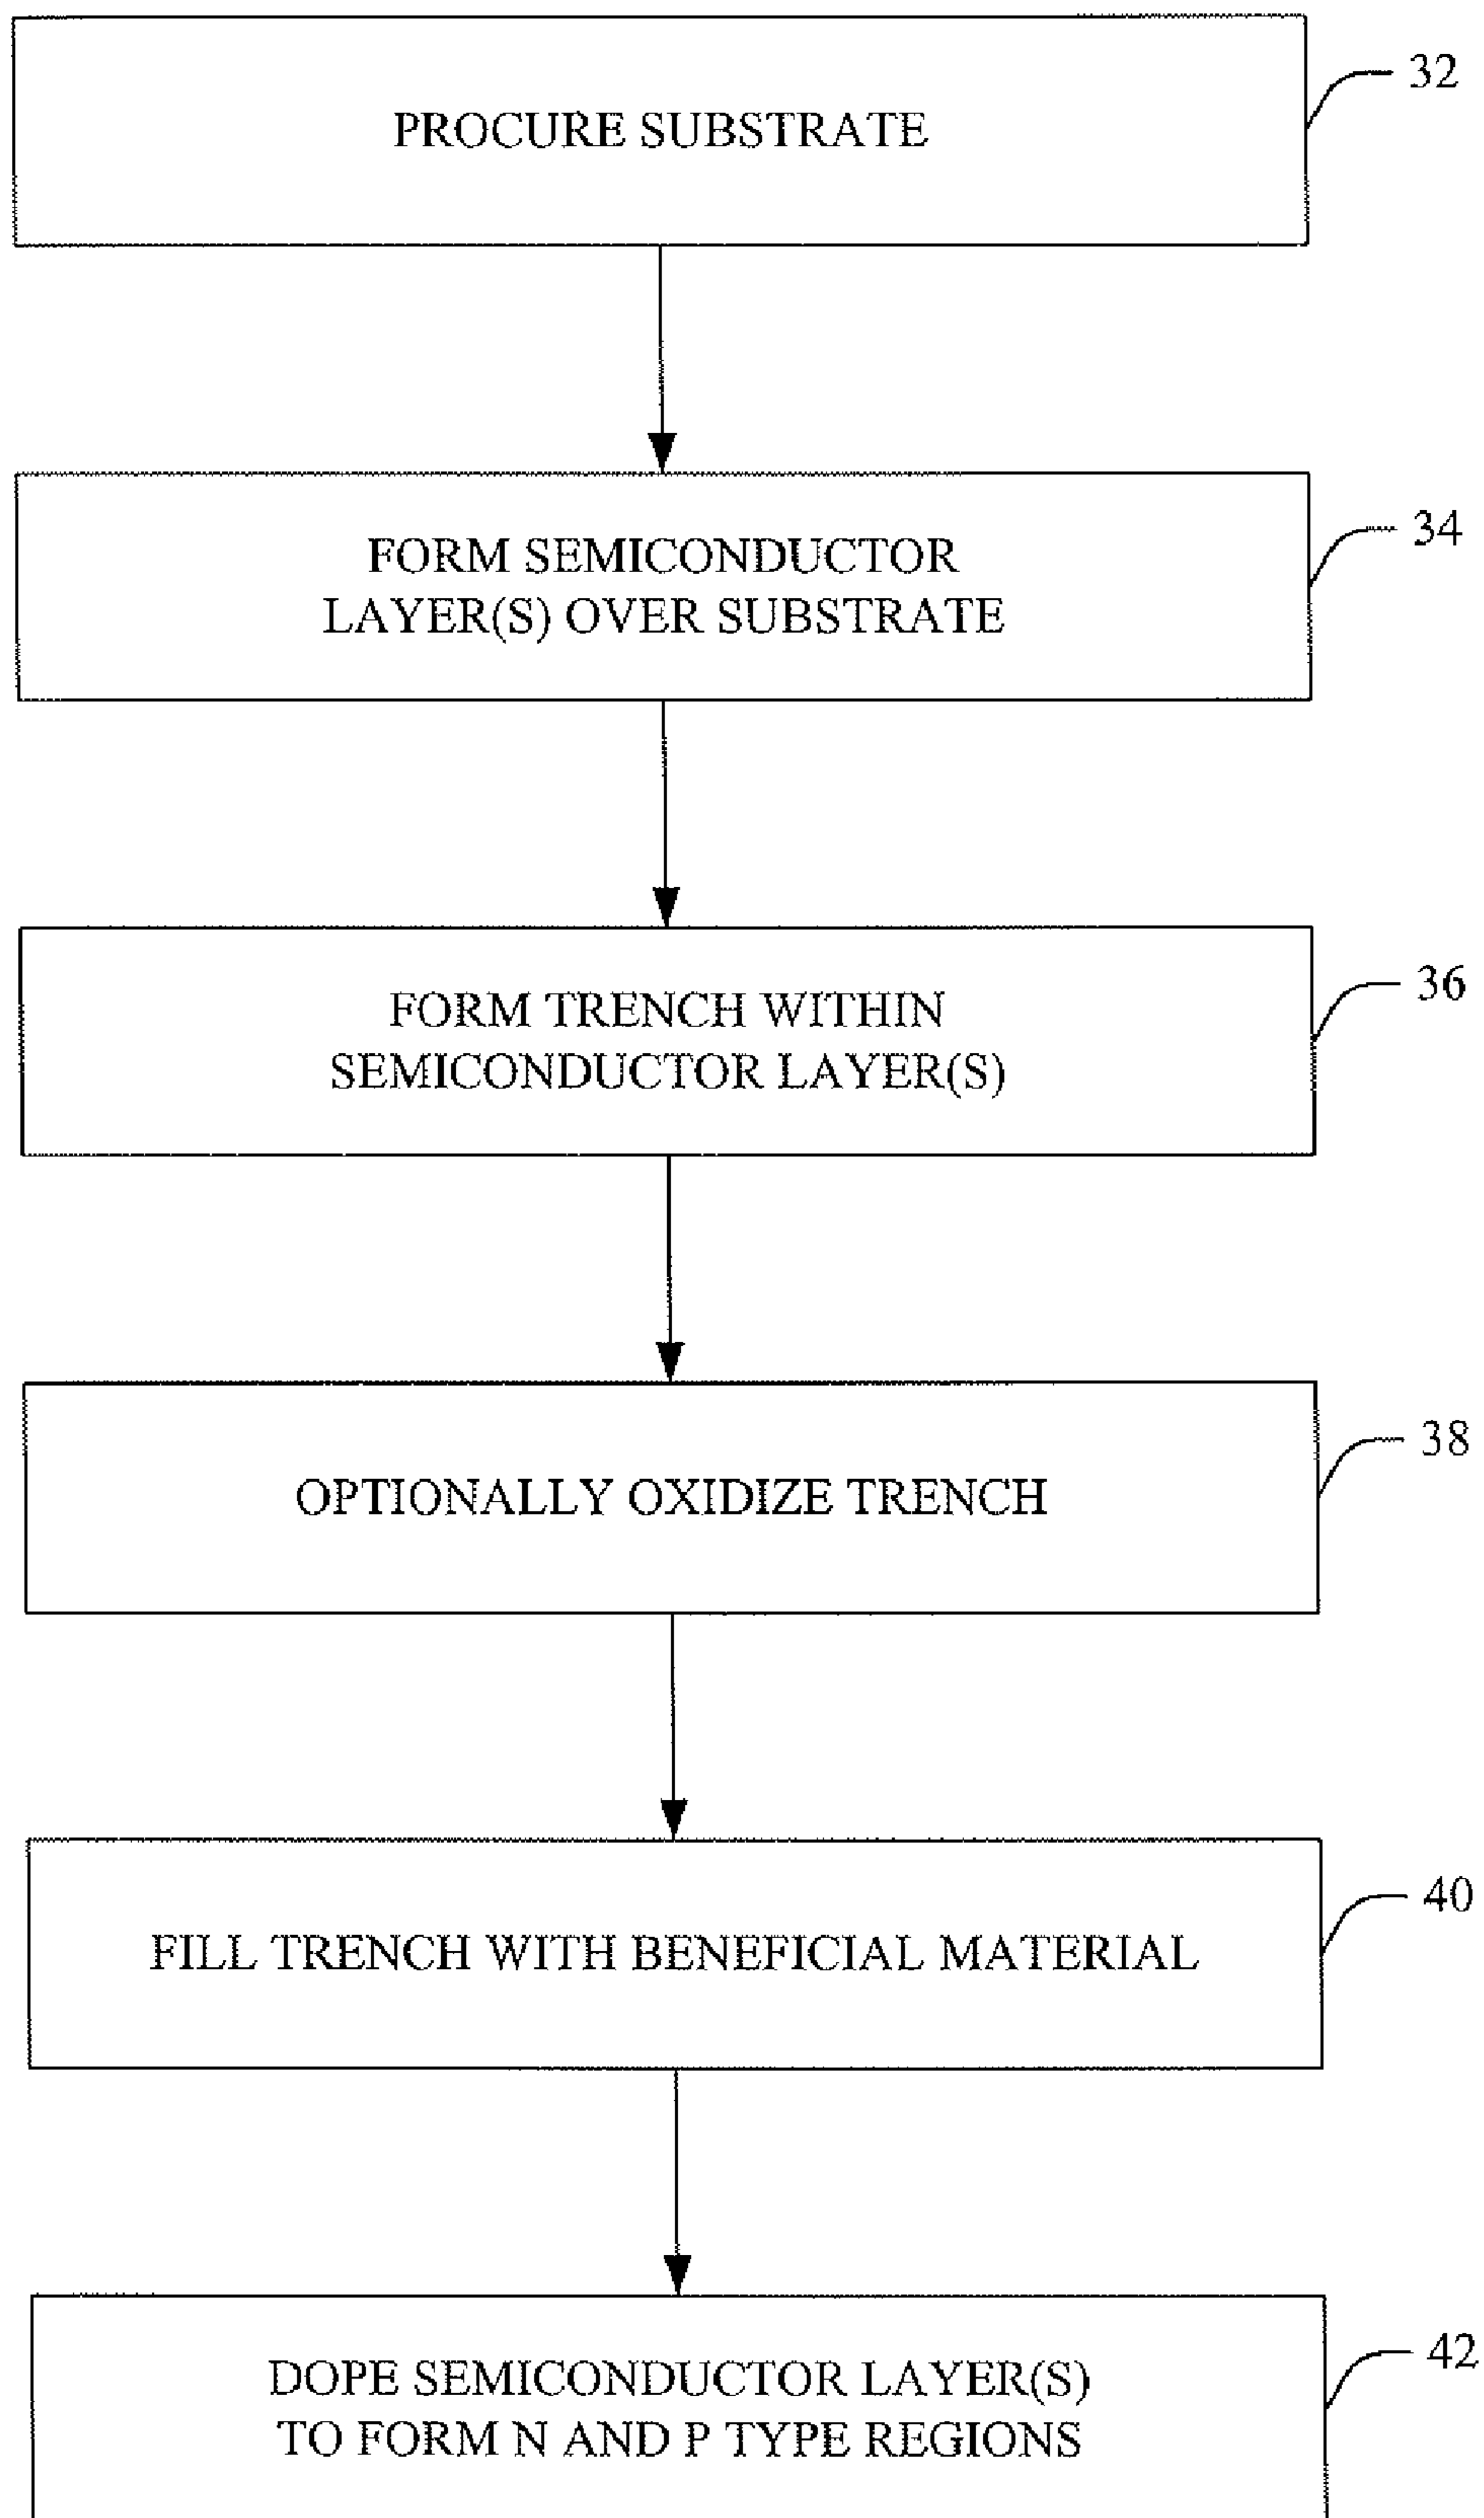 PROCURE SUBSTRATE
32
FORM SEMICONDUCTOR
LAYER(S) OVER SUBSTRATE
34
FORM TRENCH WITHIN
SEMICONDUCTOR LAYER(S)
36
OPTIONALLY OXIDIZE TRENCH
38
FILL TRENCH WITH BENEFICIAL MATERIAL
40
DOPE SEMICONDUCTOR LAYER(S)
TO FORM N AND P TYPE REGIONS
42